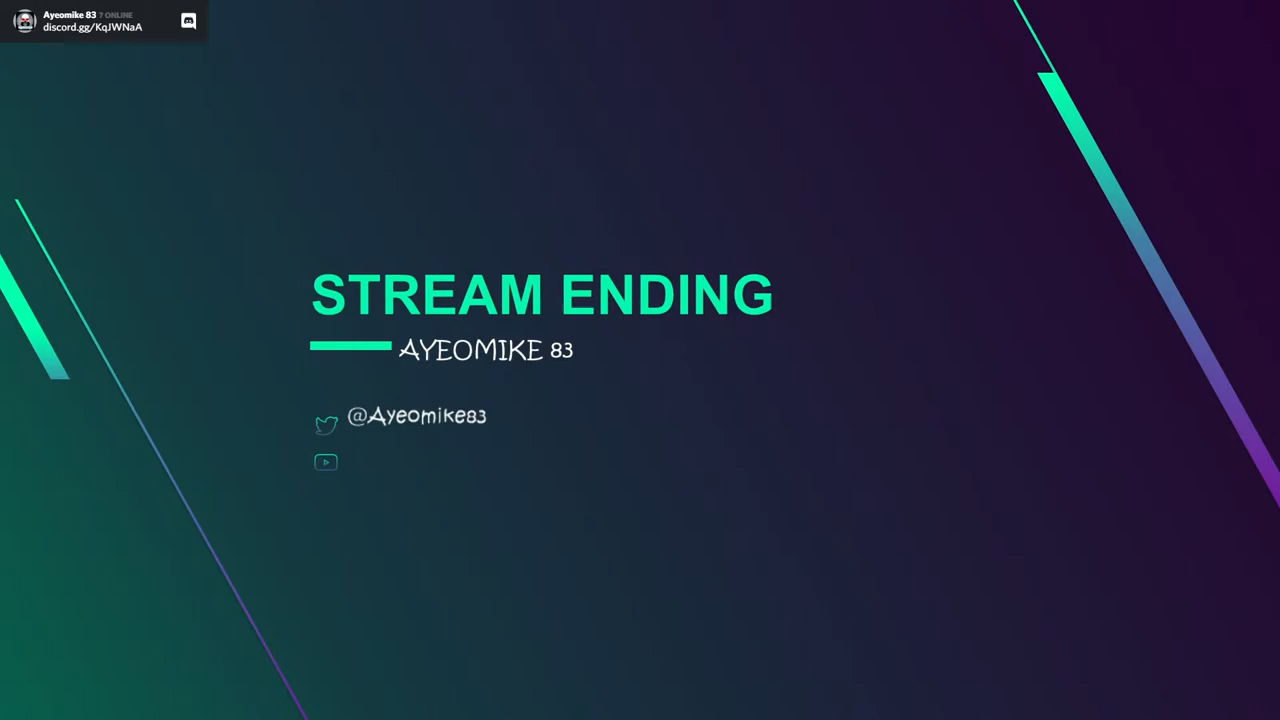 Ayeomike 83 7 ONLINE
discord.gg/KqJWNaA
STREAM ENDING
AYEOMIKE 83
@Ayeomike83